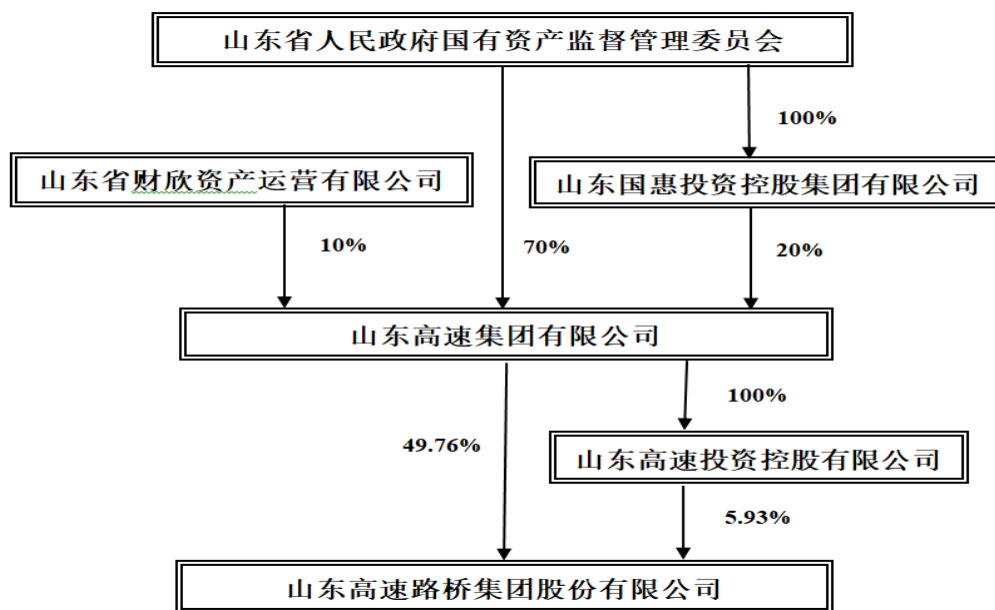 山东省人民政府国有资产监督管理委员会
100%
山东省财欣资产运营有限公司
山东国惠投资控股集团有限公司
10%
70%
20%
山东高速集团有限公司
100%
49.76%
山东高速投资控股有限公司
5.93%
山东高速路桥集团股份有限公司